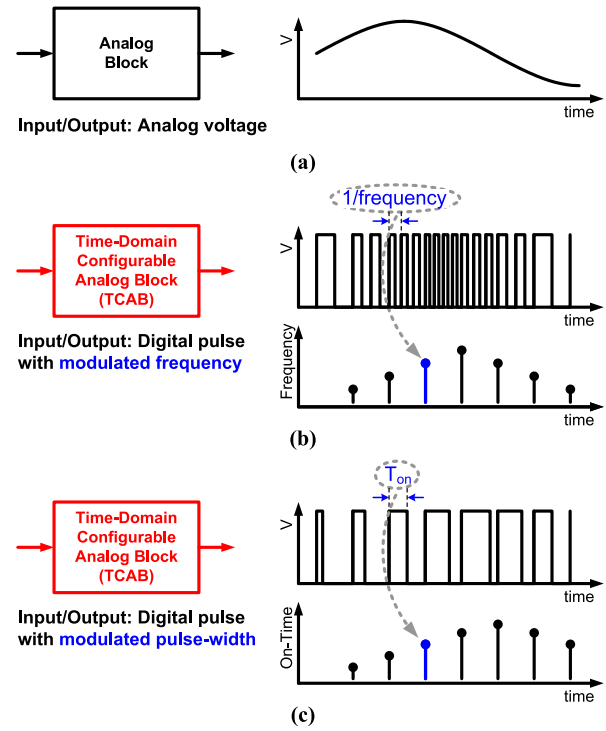 Analog
Block
V
time
Input/Output: Analog voltage
(a)
1/frequency
Time-Domain
Configurable
Analog Block
(TCAB)
V
time
Input/Output: Digital pulse
with modulated frequency
Frequency
time
(b)
Ton
Time-Domain
Configurable
Analog Block
(TCAB)
V
time
Input/Output: Digital pulse
with modulated pulse-width
On-Time
time
(c)